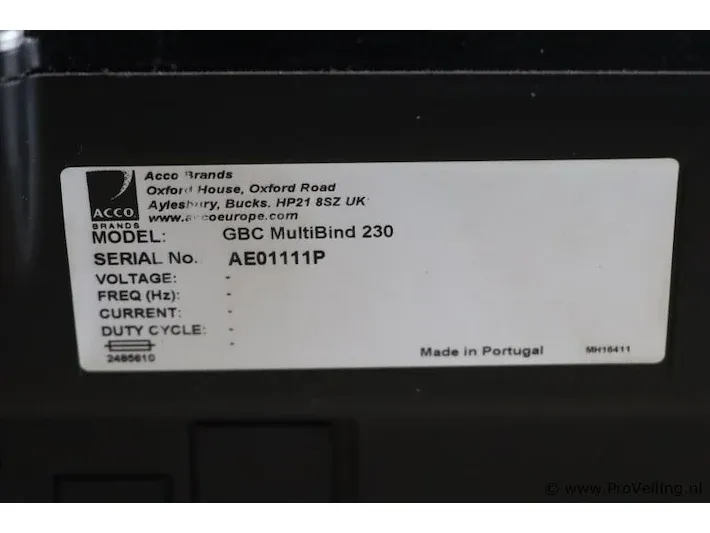 Acco Brands
Oxford House, Oxford Road
Aylesbury, Bucks. HP21 8SZ UK
www.accoeurope.com
ACCO
BRANDS
MODEL: GBC MultiBind 230
SERIAL No. AE01111P
VOLTAGE: -
FREQ (Hz): -
CURRENT: -
DUTY CYCLE: -
-
2485610
Made in Portugal
MH16411
© www.ProVeiling.nl